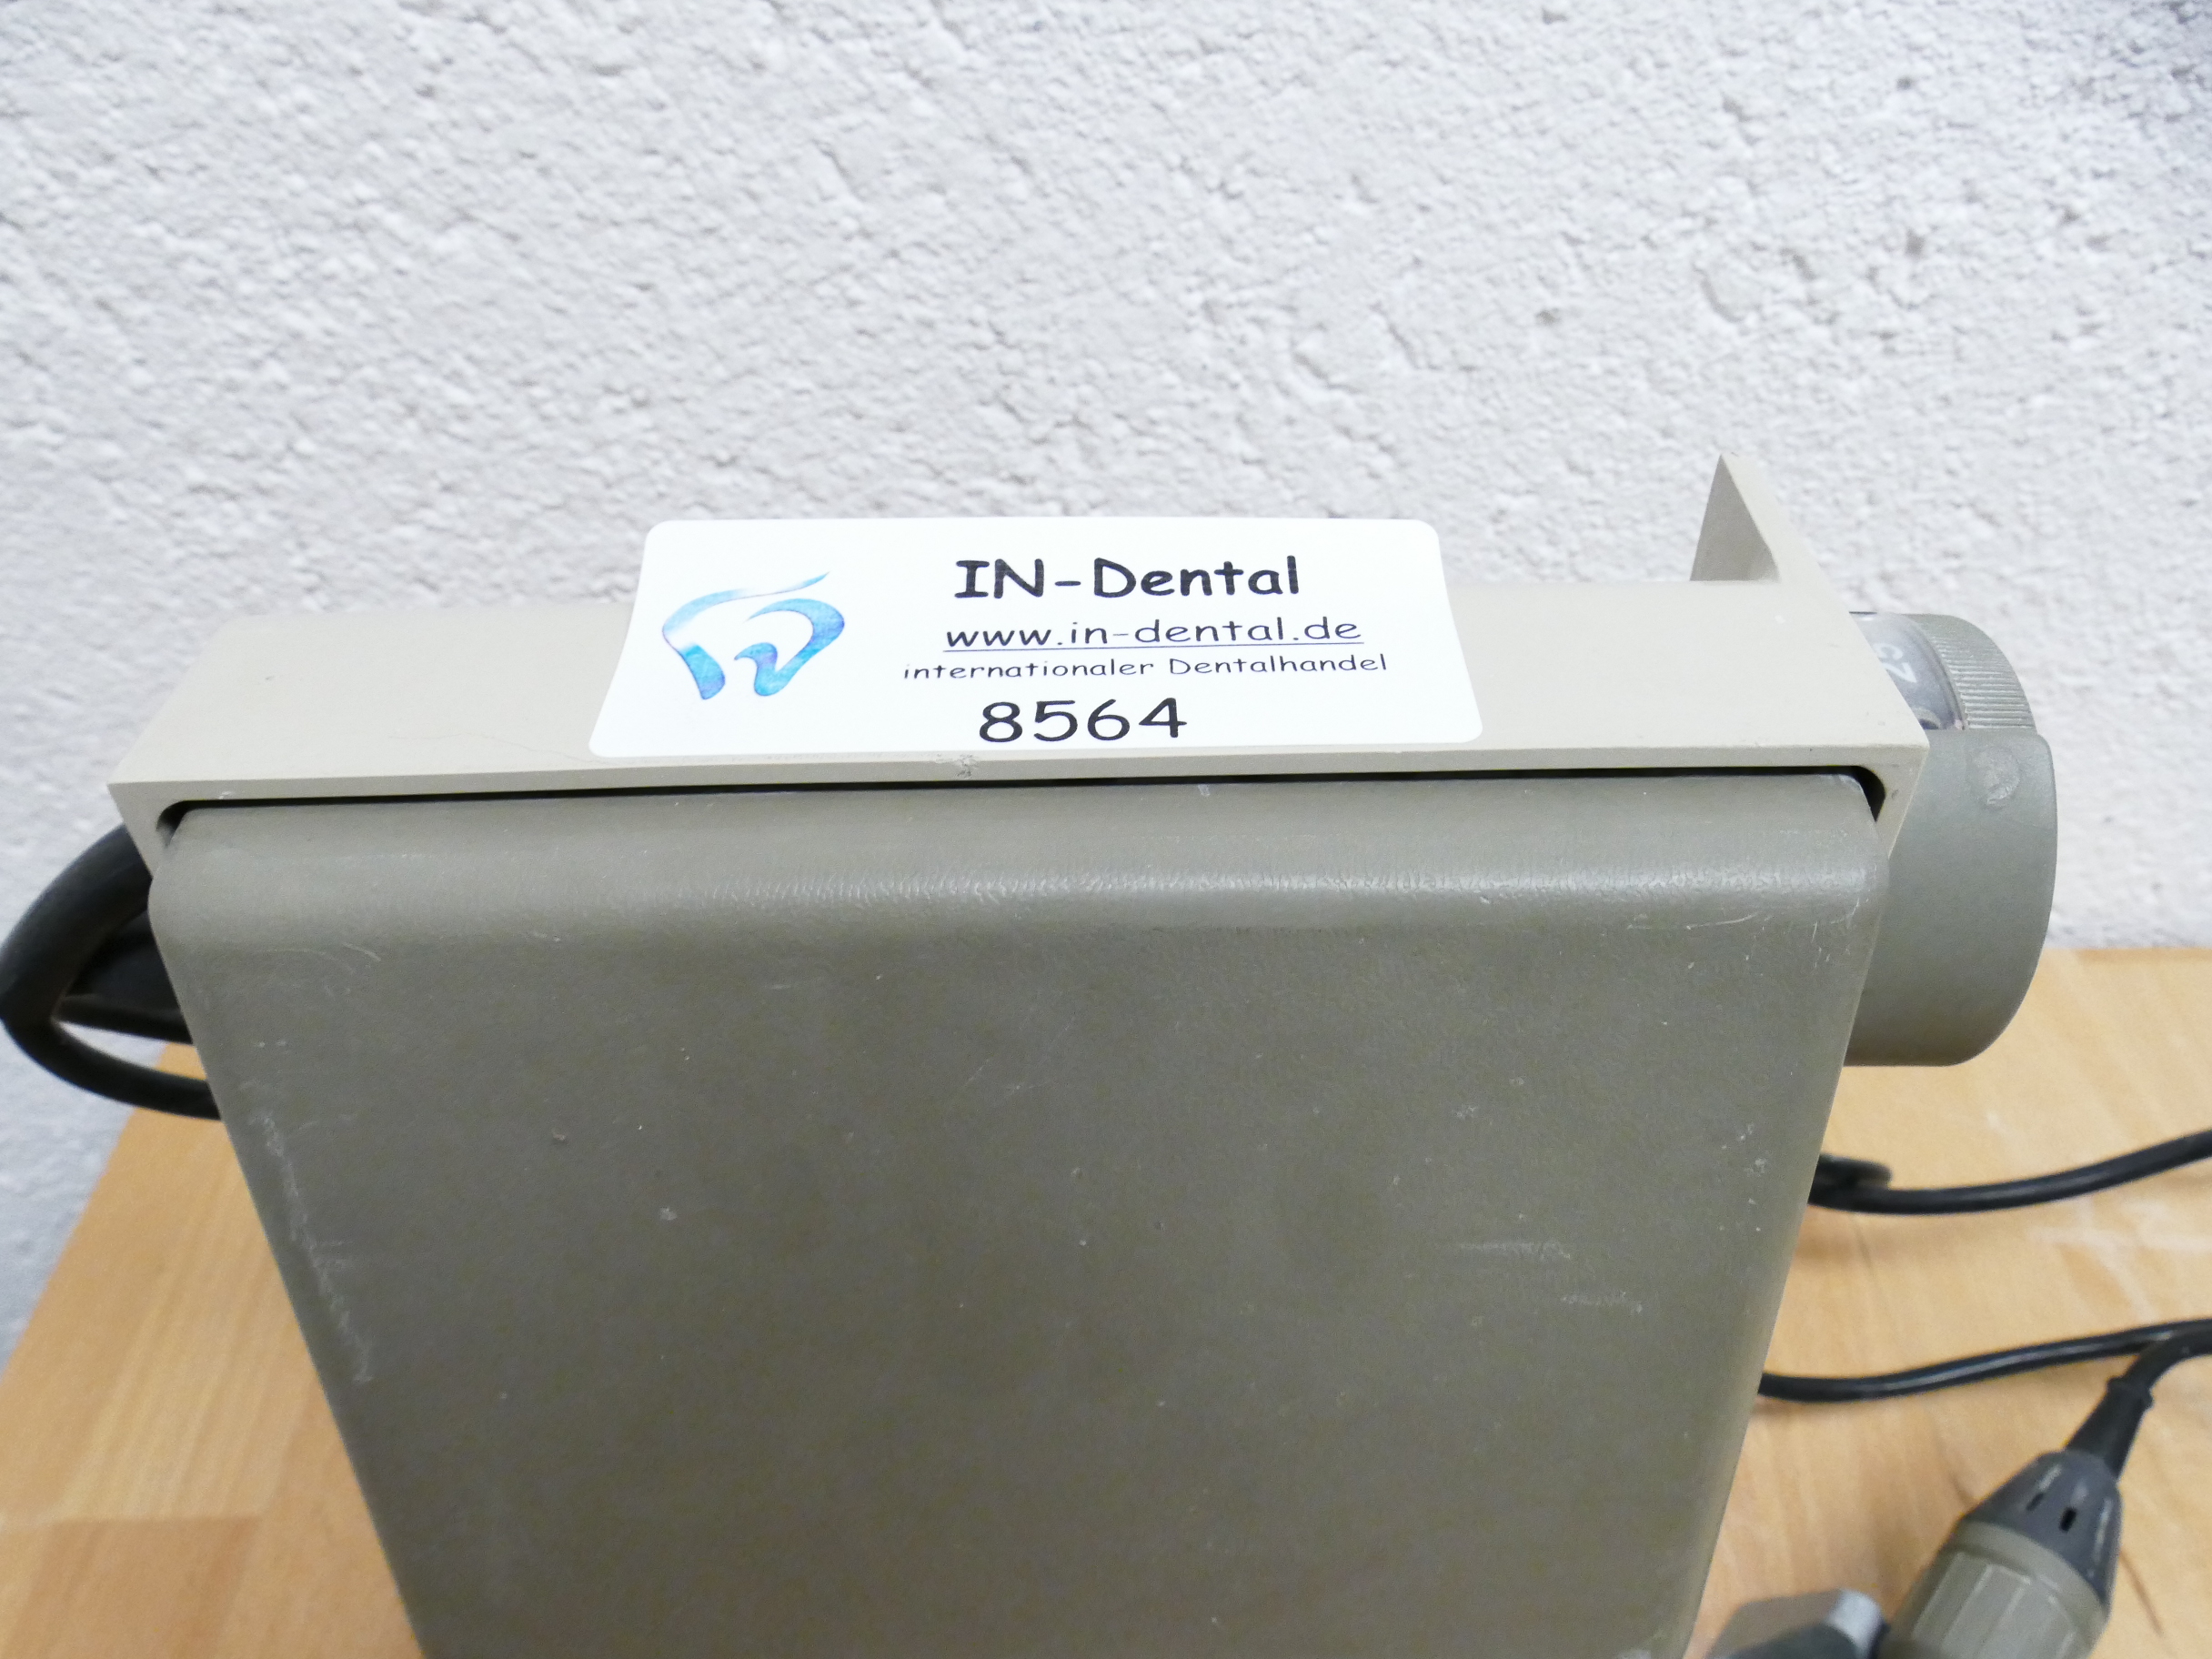 IN-Dental
www.in-dental.de
internationaler Dentalhandel
8564